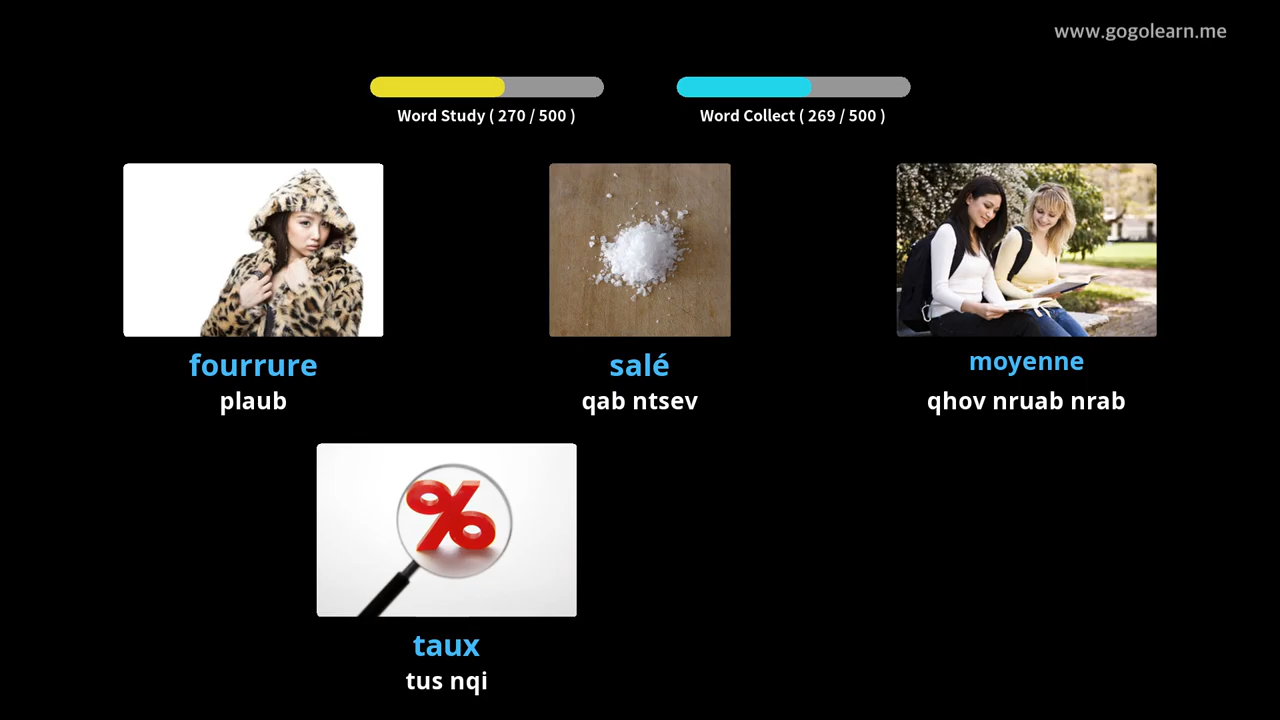 www.gogolearn.me
Word Study ( 270 / 500 )
Word Collect ( 269 / 500 )
fourrure
plaub
salé
qab ntsev
moyenne
qhov nruab nrab
%
taux
tus nqi